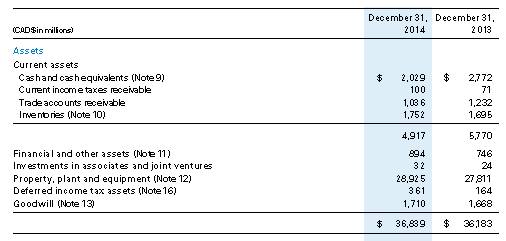 December 31, December 31,
(CAD$ in millions) 2014 2013
Assets
Current assets
Cash and cash equivalents (Note 9) $ 2,029 $ 2,772
Current income taxes receivable 100 71
Trade accounts receivable 1,036 1,232
Inventories (Note 10) 1,752 1,695
4,917 5,770
Financial and other assets (Note 11) 894 746
Investments in associates and joint ventures 32 24
Property, plant and equipment (Note 12) 28,925 27,811
Deferred income tax assets (Note 16) 361 164
Goodwill (Note 13) 1,710 1,668
$ 36,839 $ 36,183